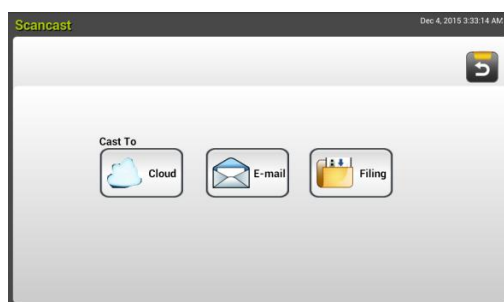 Scancast
Dec 4, 2015 3:33:14 AM
Cast To
Cloud
E-mail
Filing